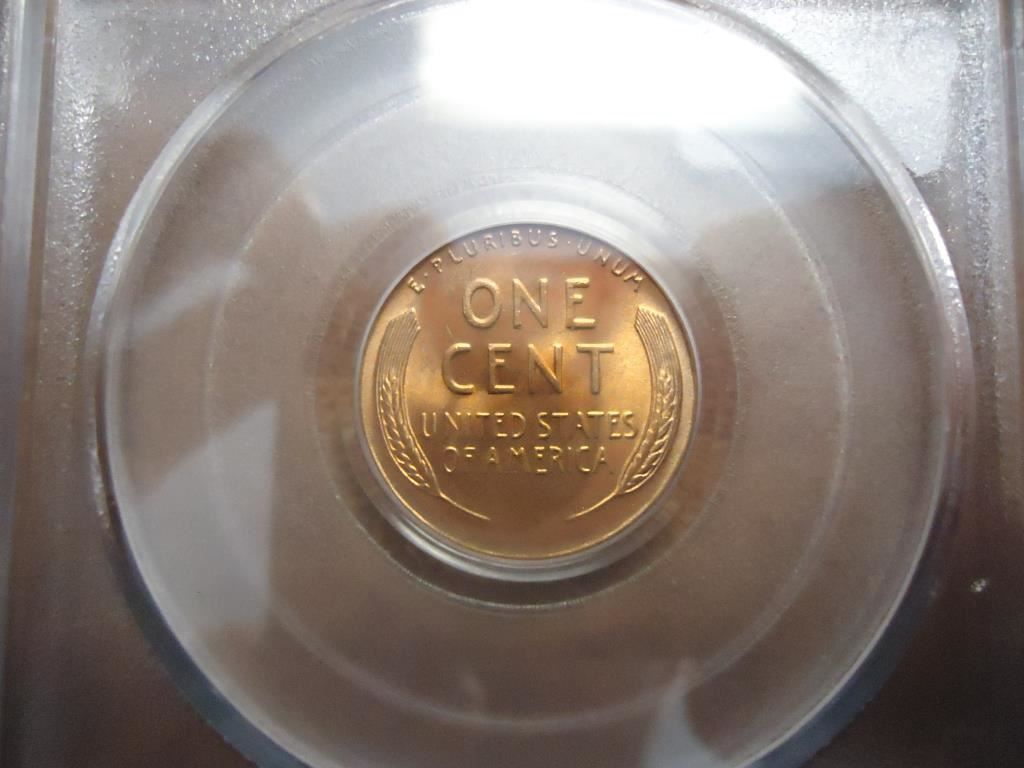 E·PLURIBUS·UNUM
ONE
CENT
UNITED STATES
OF AMERICA